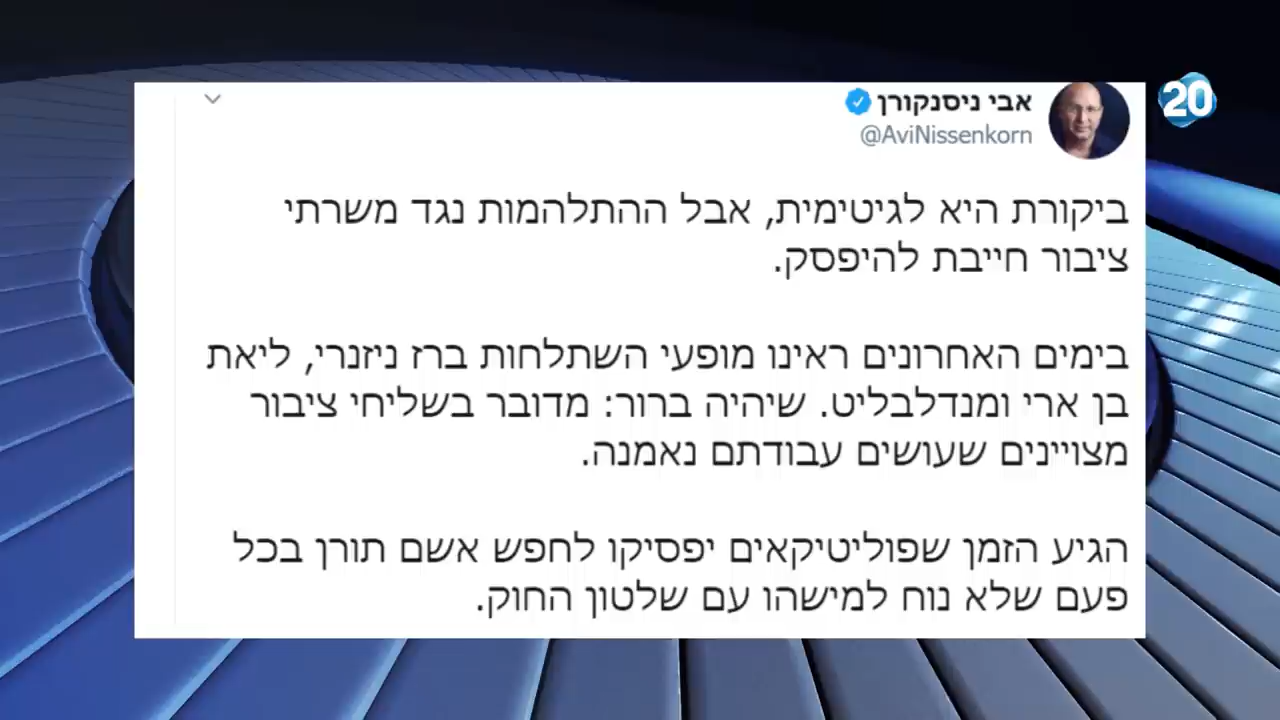 20
אבי ניסנקורן
@AviNissenkorn
ביקורת היא לגיטימית, אבל ההתלהמות נגד משרתי
ציבור חייבת להיפסק.
בימים האחרונים ראינו מופעי השתלחות ברז ניזנרי, ליאת
בן ארי ומנדלבליט. שיהיה ברור: מדובר בשליחי ציבור
מצויינים שעושים עבודתם נאמנה.
הגיע הזמן שפוליטיקאים יפסיקו לחפש אשם תורן בכל
פעם שלא נוח למישהו עם שלטון החוק.